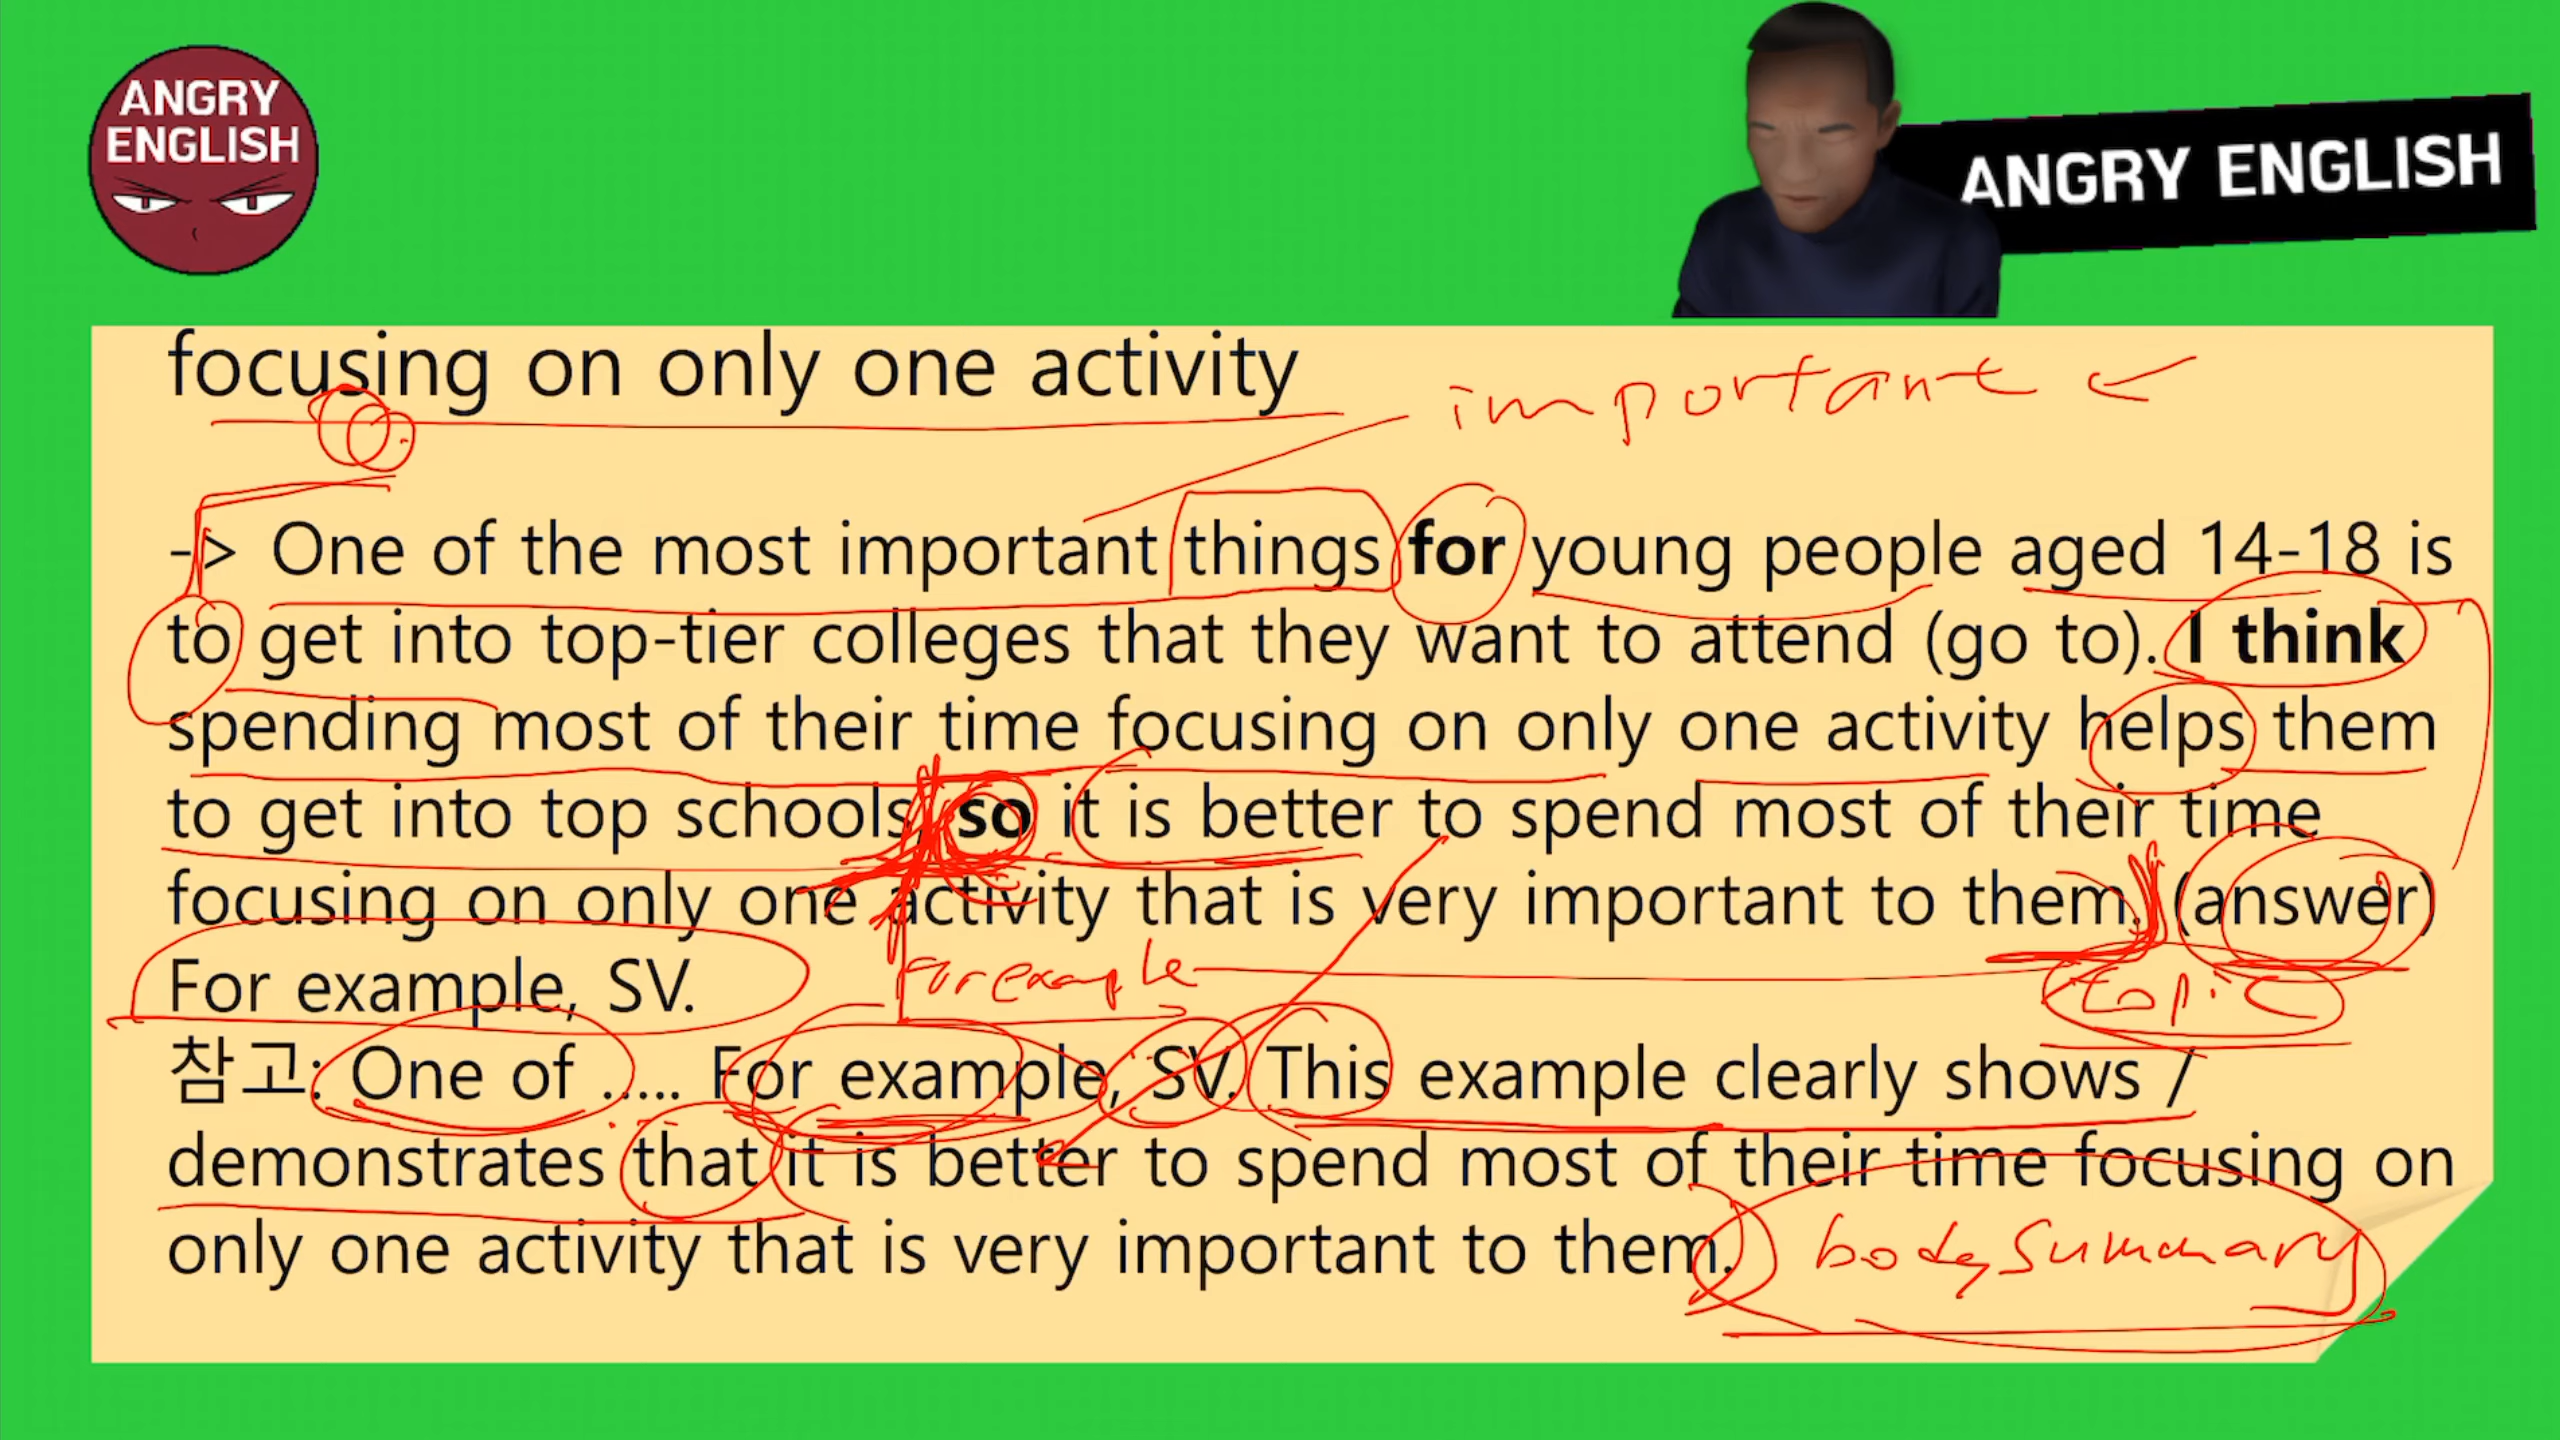 ANGRY
ENGLISH
ANGRY ENGLISH
focusing on only one activity
important
-> One of the most important things for young people aged 14-18 is
to get into top-tier colleges that they want to attend (go to). I think
spending most of their time focusing on only one activity helps them
to get into top schools, so it is better to spend most of their time
focusing on only one activity that is very important to them. (answer)
For example, SV.
For example
topic
참고: One of ..... For example, SV. This example clearly shows /
demonstrates that it is better to spend most of their time focusing on
only one activity that is very important to them.
body Summary